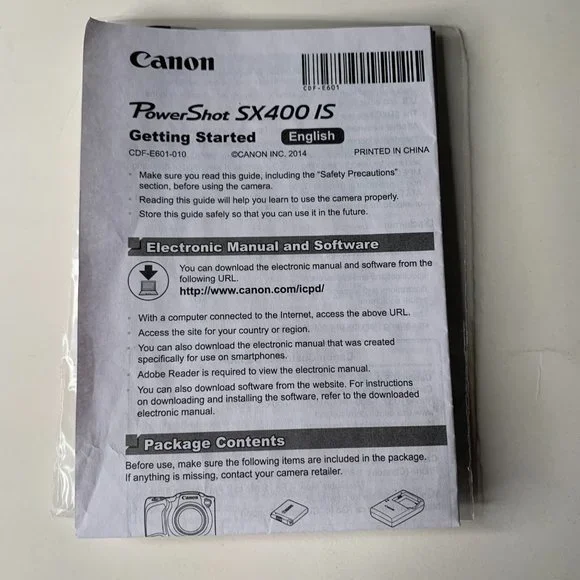 Canon
CDF-E601
PowerShot SX400 IS
Getting Started English
CDF-E601-010 ©CANON INC. 2014 PRINTED IN CHINA
• Make sure you read this guide, including the “Safety Precautions”
section, before using the camera.
• Reading this guide will help you learn to use the camera properly.
• Store this guide safely so that you can use it in the future.
Electronic Manual and Software
You can download the electronic manual and software from the
following URL.
http://www.canon.com/icpd/
• With a computer connected to the Internet, access the above URL.
• Access the site for your country or region.
• You can also download the electronic manual that was created
specifically for use on smartphones.
• Adobe Reader is required to view the electronic manual.
• You can also download software from the website. For instructions
on downloading and installing the software, refer to the downloaded
electronic manual.
Package Contents
Before use, make sure the following items are included in the package.
If anything is missing, contact your camera retailer.
Canon